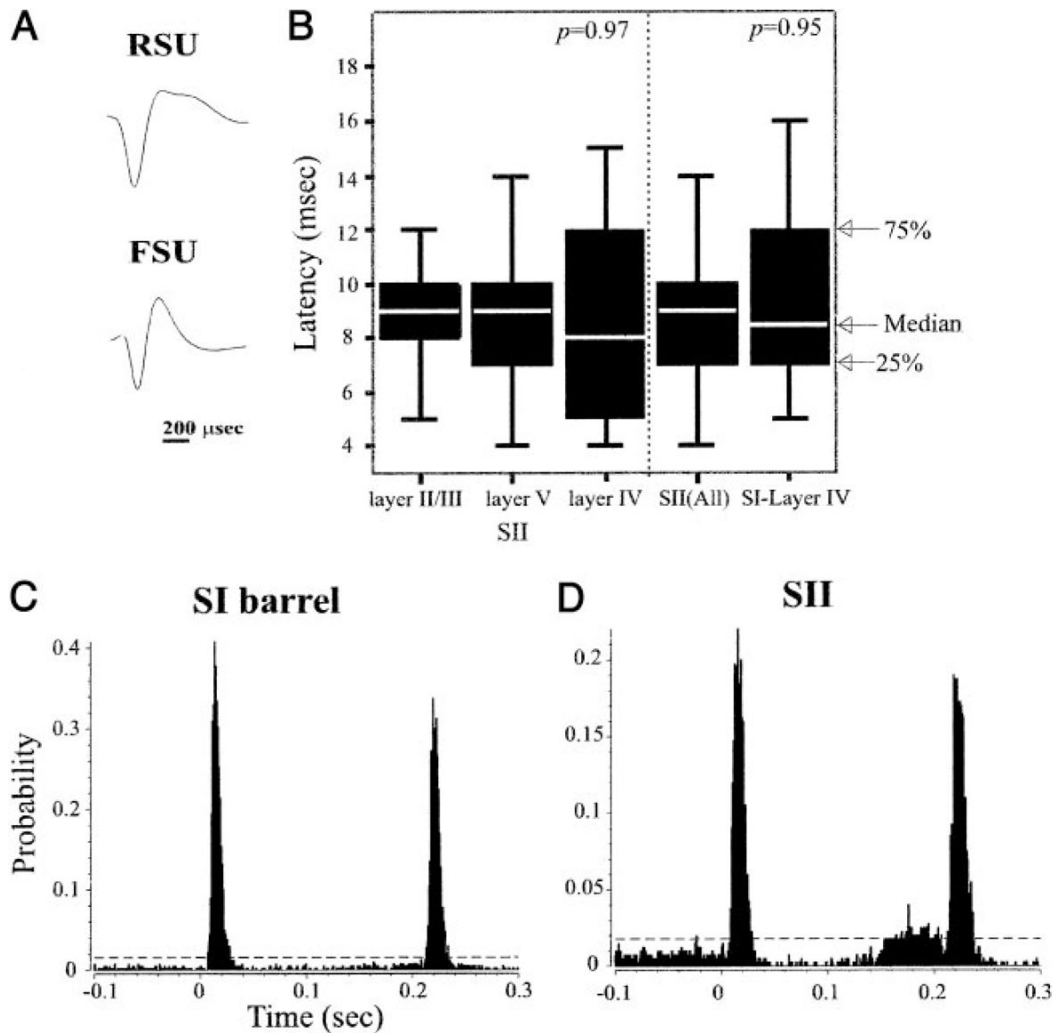 A
RSU
FSU
200 μsec
B
p=0.97
p=0.95
Latency (msec)
18
16
14
12
10
8
6
4
75%
Median
25%
layer II/III
layer V
layer IV
SII(All)
SI-Layer IV
SII
C
SI barrel
Probability
0.4
0.3
0.2
0.1
0
-0.1
0
0.1
0.2
0.3
Time (sec)
D
SII
0.2
0.15
0.1
0.05
0
-0.1
0
0.1
0.2
0.3